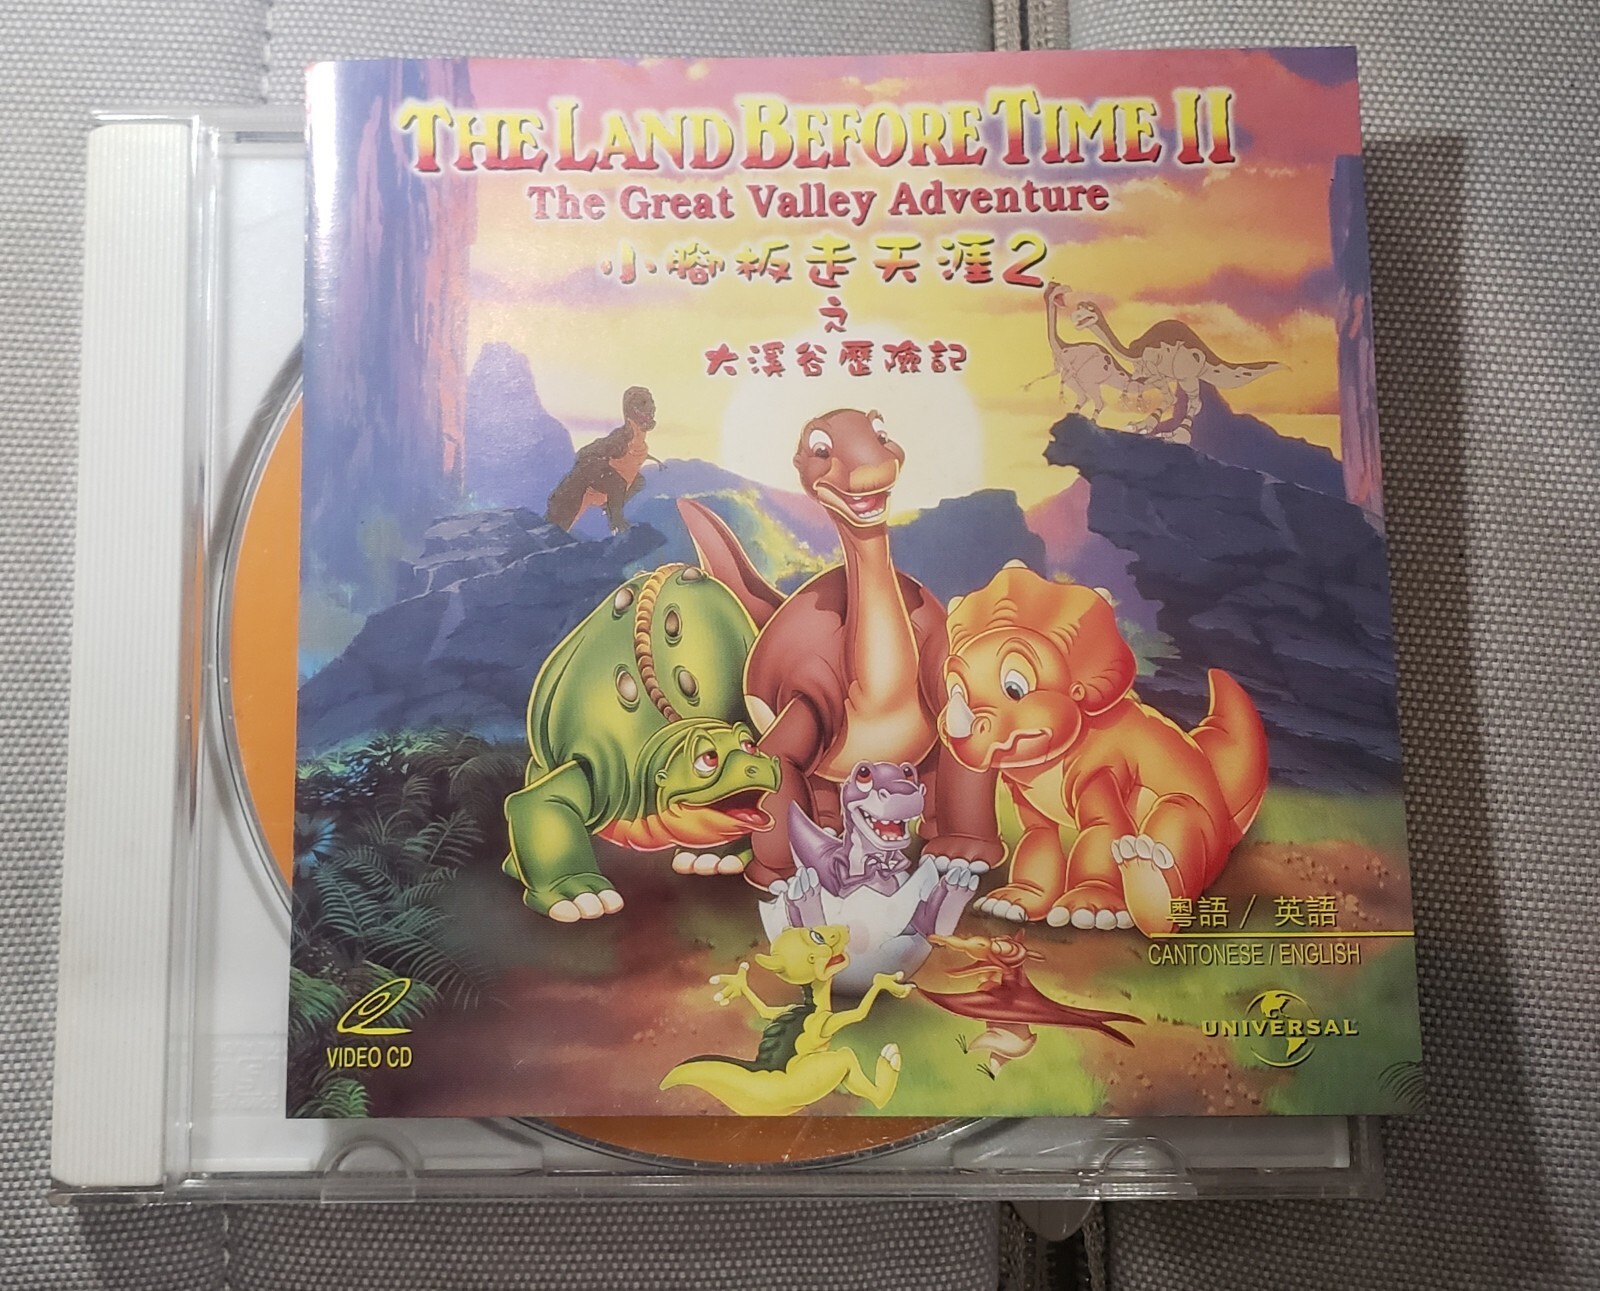 THE LAND BEFORE TIME II
The Great Valley Adventure
小腳板走天涯2
之
大溪谷歷險記
粵語 / 英語
CANTONESE / ENGLISH
VIDEO CD
UNIVERSAL